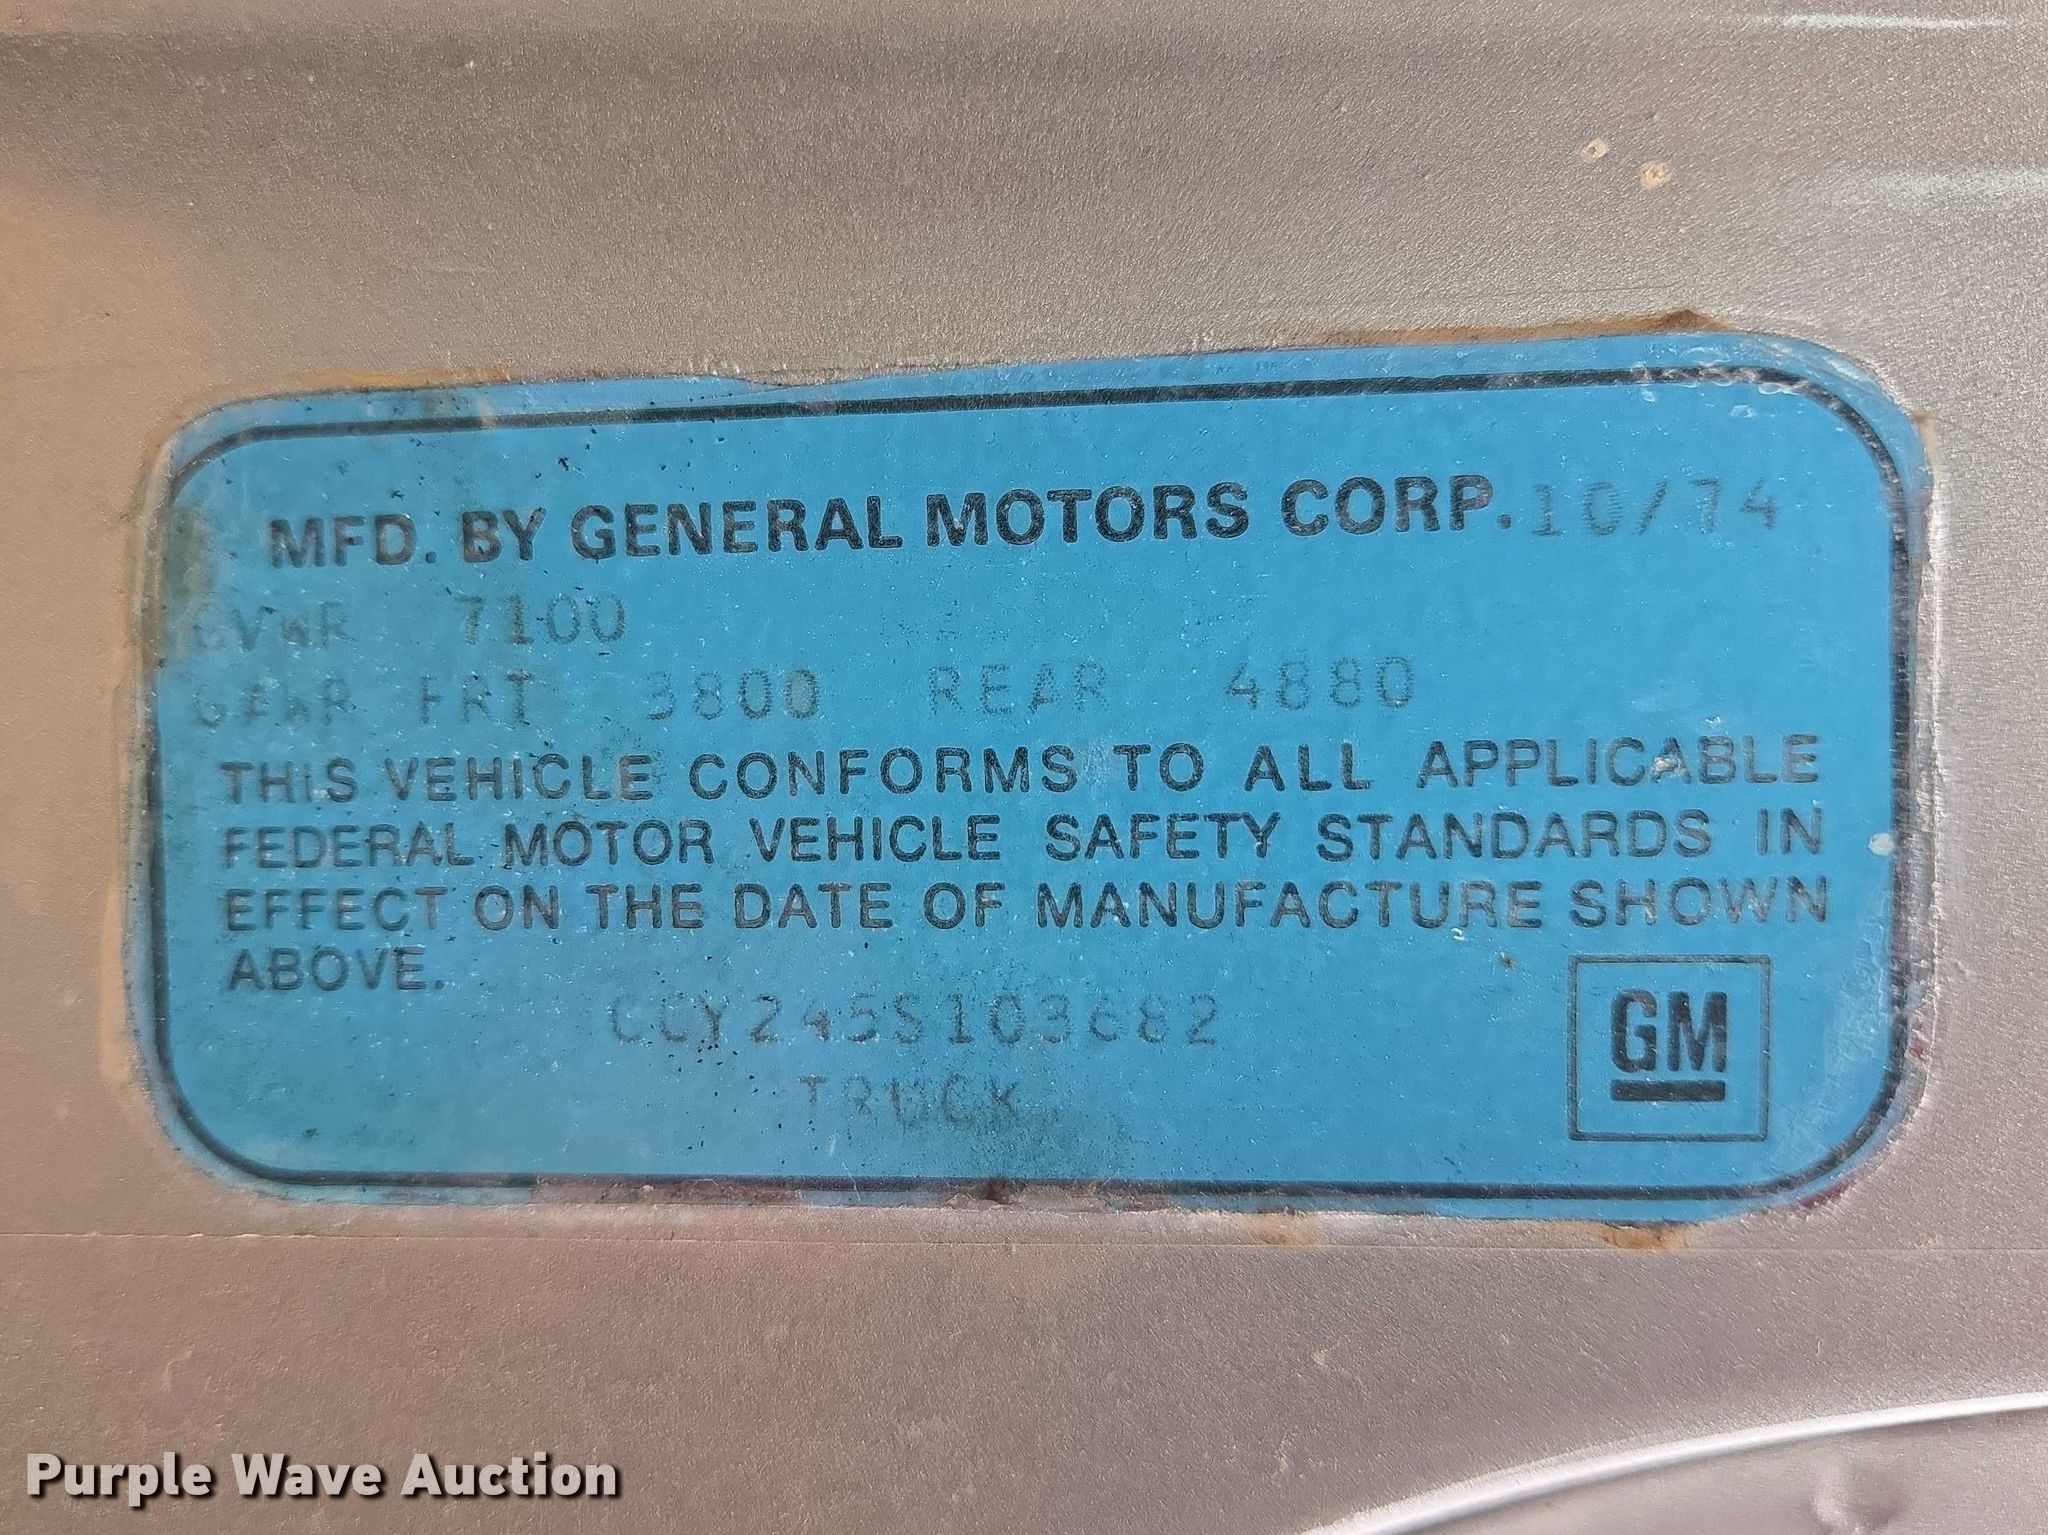 MFD. BY GENERAL MOTORS CORP. 10/74
GVWR 7100
GAWR FRT 3800 REAR 4880
THIS VEHICLE CONFORMS TO ALL APPLICABLE
FEDERAL MOTOR VEHICLE SAFETY STANDARDS IN
EFFECT ON THE DATE OF MANUFACTURE SHOWN
ABOVE.
CCY245S103682
TRUCK
GM
Purple Wave Auction